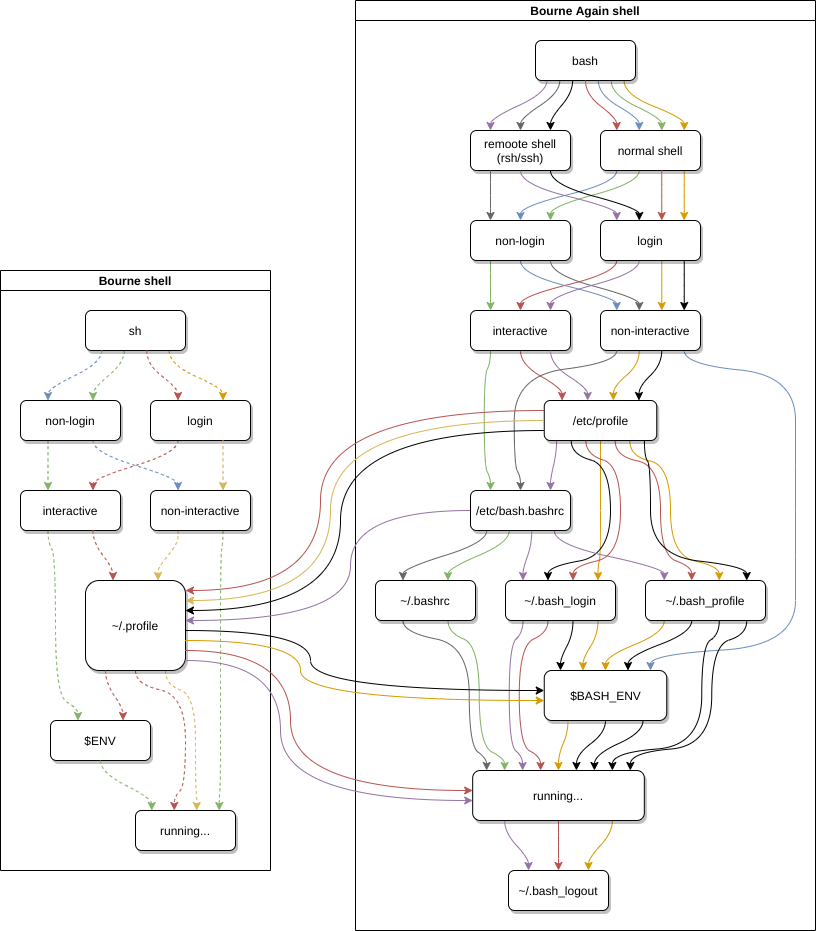 Bourne Again shell
bash
remoote shell
(rsh/ssh)
normal shell
non-login
login
interactive
non-interactive
/etc/profile
/etc/bash.bashrc
~/.bashrc
~/.bash_login
~/.bash_profile
$BASH_ENV
running...
~/.bash_logout
Bourne shell
sh
non-login
login
interactive
non-interactive
~/.profile
$ENV
running...